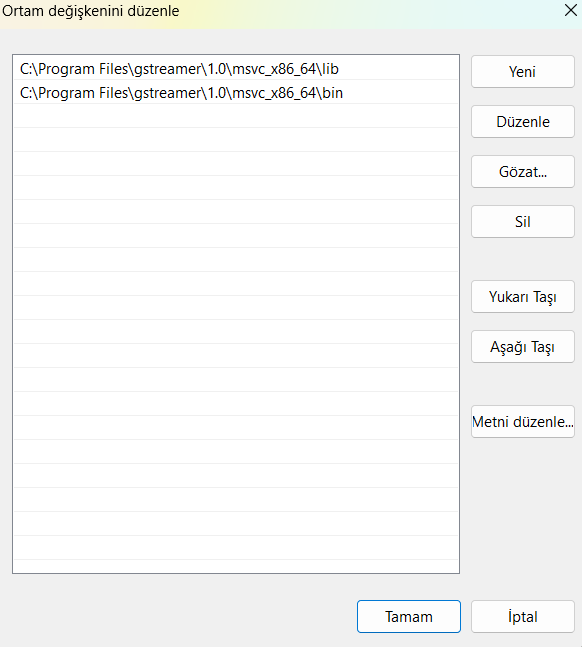 Ortam değişkenini düzenle
C:\Program Files\gstreamer\1.0\msvc_x86_64\lib
C:\Program Files\gstreamer\1.0\msvc_x86_64\bin
Yeni
Düzenle
Gözat...
Sil
Yukarı Taşı
Aşağı Taşı
Metni düzenle...
Tamam
İptal